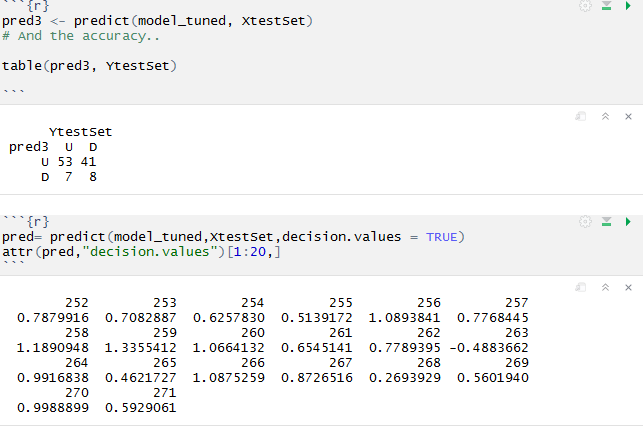 ```{r}
pred3 <- predict(model_tuned, XtestSet)
# And the accuracy..
table(pred3, YtestSet)
```
YtestSet
pred3 U D
U 53 41
D 7 8
```{r}
pred= predict(model_tuned,XtestSet,decision.values = TRUE)
attr(pred,"decision.values")[1:20,]
```
252 253 254 255 256 257
0.7879916 0.7082887 0.6257830 0.5139172 1.0893841 0.7768445
258 259 260 261 262 263
1.1890948 1.3355412 1.0664132 0.6545141 0.7789395 -0.4883662
264 265 266 267 268 269
0.9916838 0.4621727 1.0875259 0.8726516 0.2693929 0.5601940
270 271
0.9988899 0.5929061